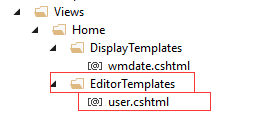 Views
Home
DisplayTemplates
[@] wmdate.cshtml
EditorTemplates
[@] user.cshtml